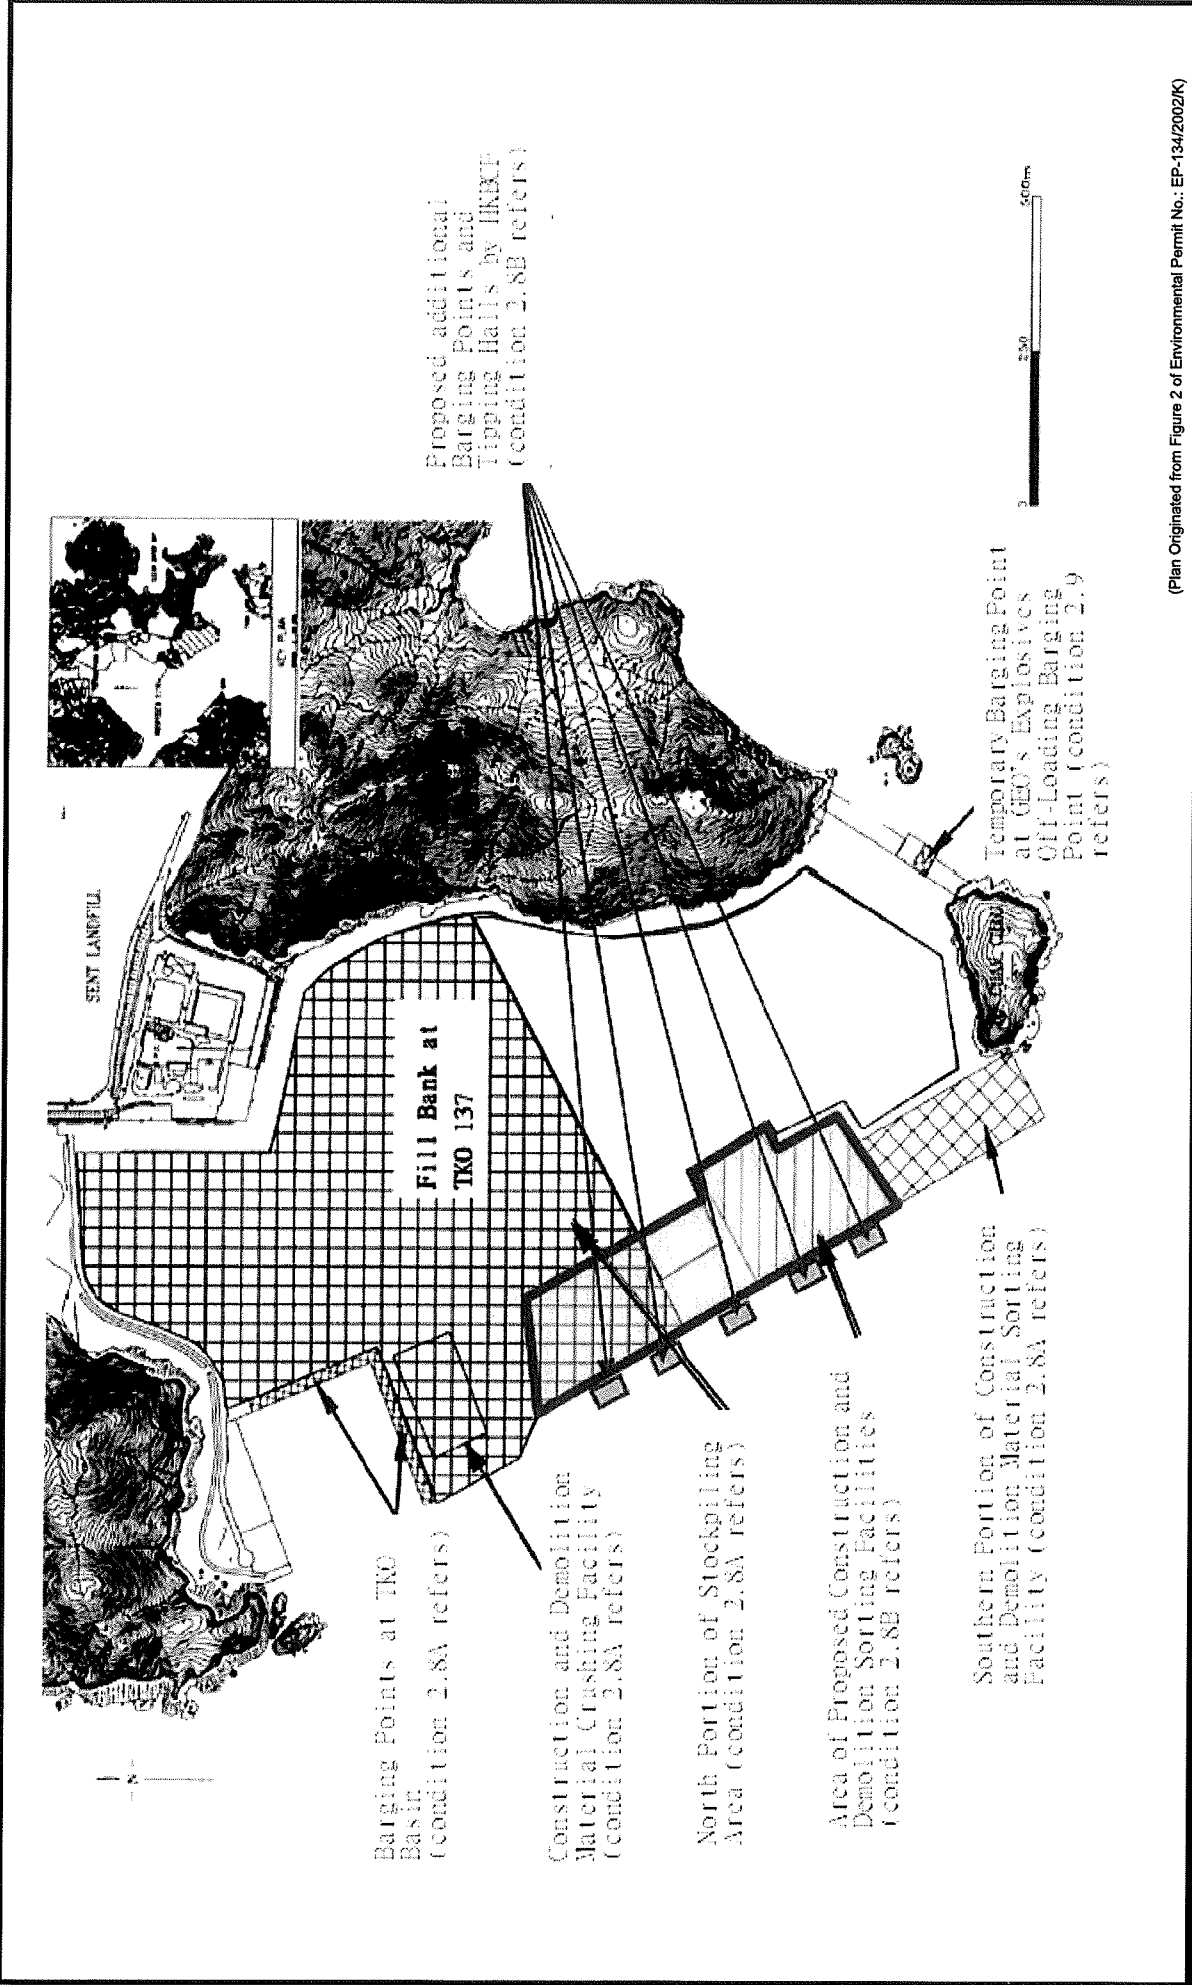 SENT LANDFILL
KEY PLAN
Fill Bank at
TKO 137
Proposed additional
Barging Points and
Tipping Halls by HKBCF
(condition 2.8B refers)
Barging Points at TKO
Basin
(condition 2.8A refers)
Construction and Demolition
Material Crushing Facility
(condition 2.8A refers)
North Portion of Stockpiling
Area (condition 2.8A refers)
Area of Proposed Construction and
Demolition Sorting Facilities
(condition 2.8B refers)
Southern Portion of Construction
and Demolition Material Sorting
Facility (condition 2.8A refers)
Temporary Barging Point
at GEO's Explosives
Off-Loading Barging
Point (condition 2.9
refers)
250
500m
N
(Plan Originated from Figure 2 of Environmental Permit No.: EP-134/2002/K)